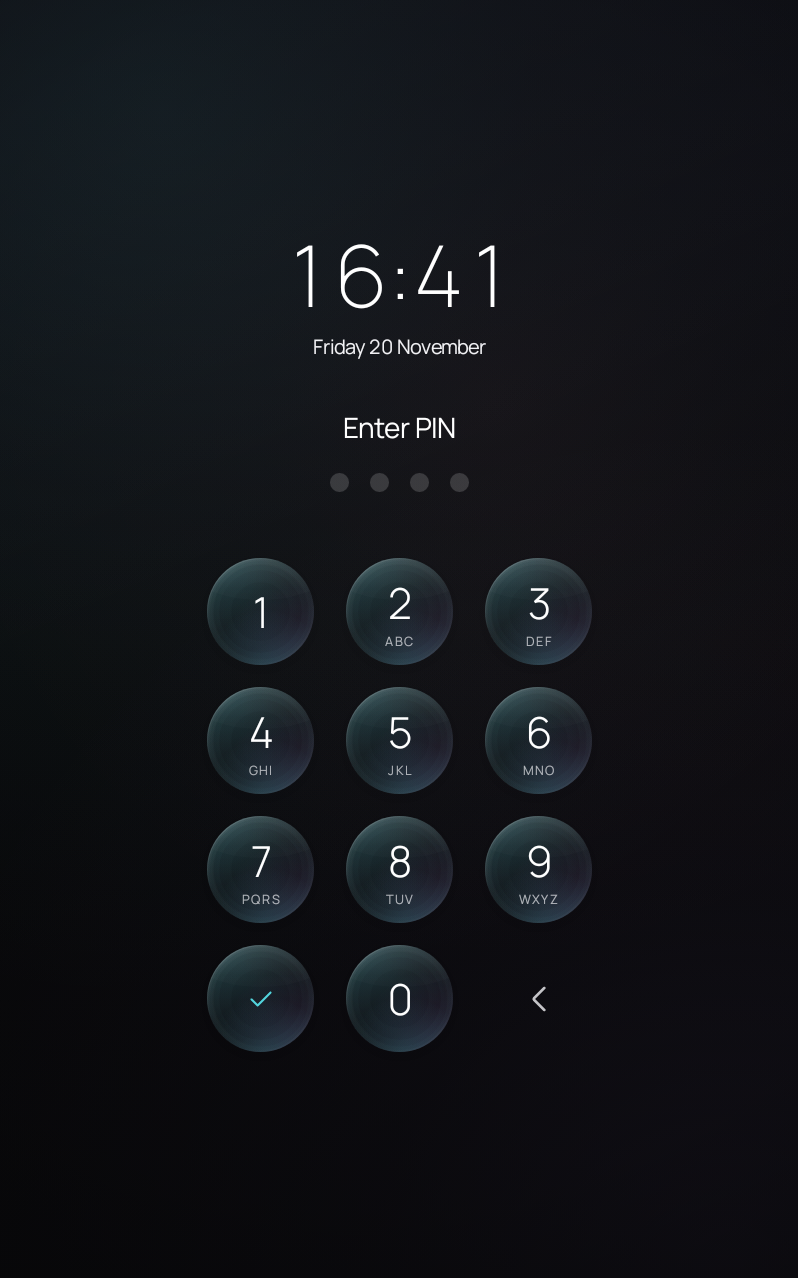 16:41
Friday 20 November
Enter PIN
1 2 3
ABC DEF
4 5 6
GHI JKL MNO
7 8 9
PQRS TUV WXYZ
0